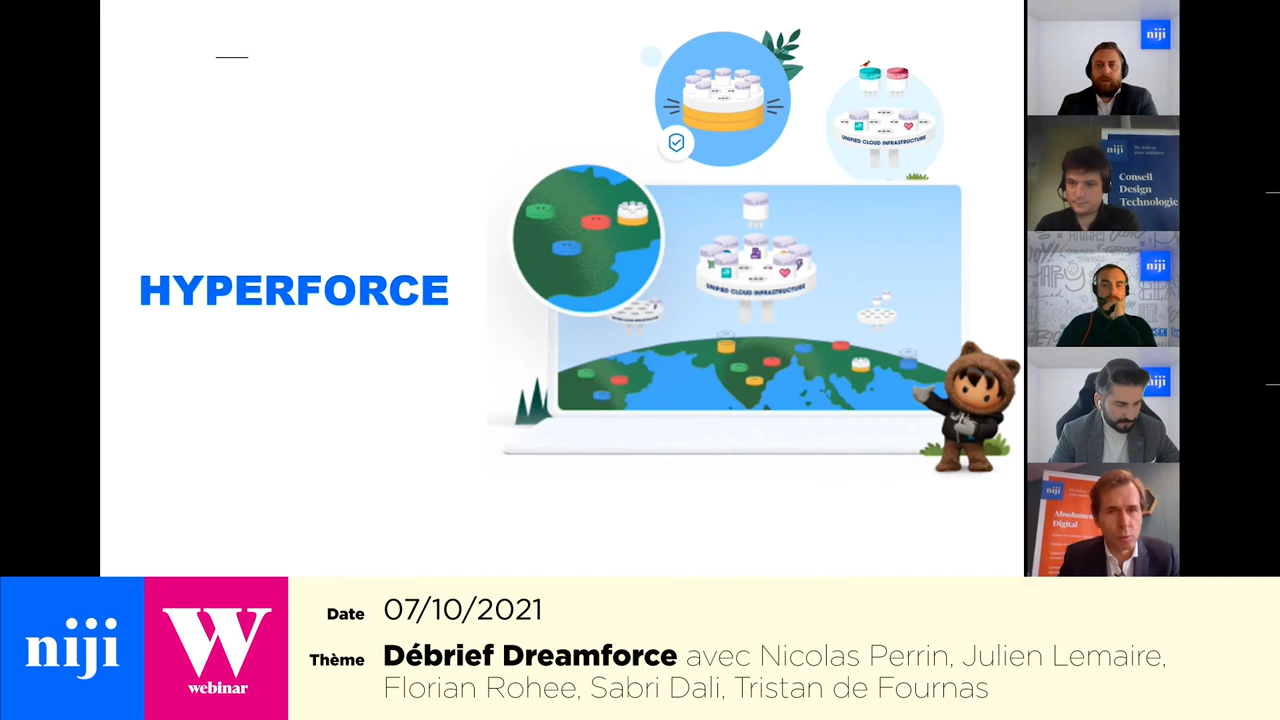 HYPERFORCE
UNIFIED CLOUD INFRASTRUCTURE
UNIFIED CLOUD INFRASTRUCTURE
niji
niji
Conseil
Design
Technologie
niji
niji
niji
Digital
niji
W
webinar
Date 07/10/2021
Thème Débrief Dreamforce avec Nicolas Perrin, Julien Lemaire,
Florian Rohee, Sabri Dali, Tristan de Fournas